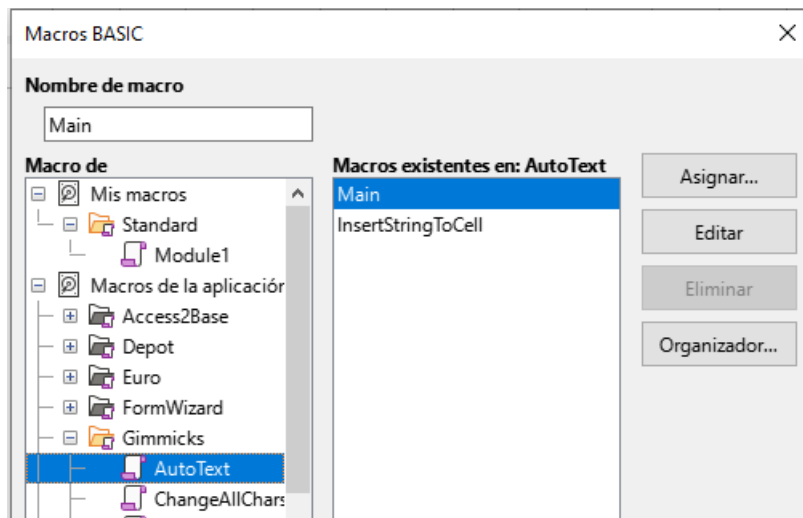 Macros BASIC
Nombre de macro
Main
Macro de
Mis macros
Standard
Module1
Macros de la aplicación
Access2Base
Depot
Euro
FormWizard
Gimmicks
AutoText
ChangeAllChars
Macros existentes en: AutoText
Main
InsertStringToCell
Asignar...
Editar
Eliminar
Organizador...